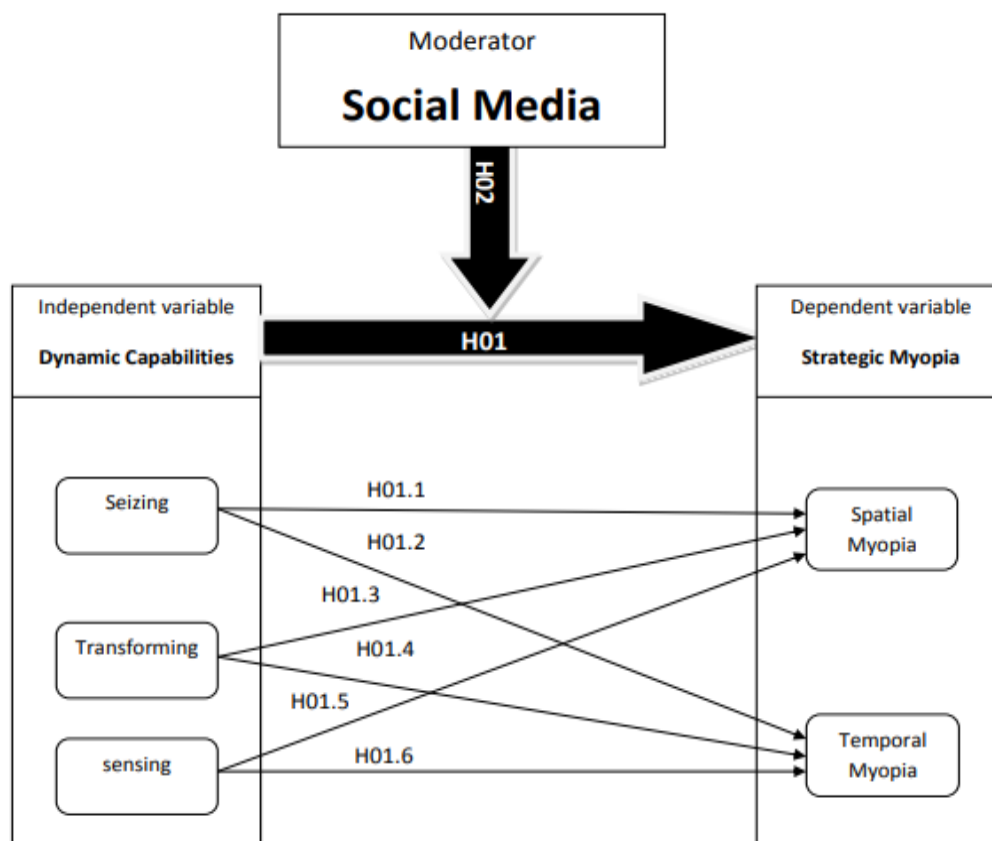 Moderator
Social Media
H02
Independent variable
Dynamic Capabilities
H01
Dependent variable
Strategic Myopia
Seizing
H01.1
H01.2
Spatial
Myopia
H01.3
Transforming
H01.4
H01.5
sensing
H01.6
Temporal
Myopia